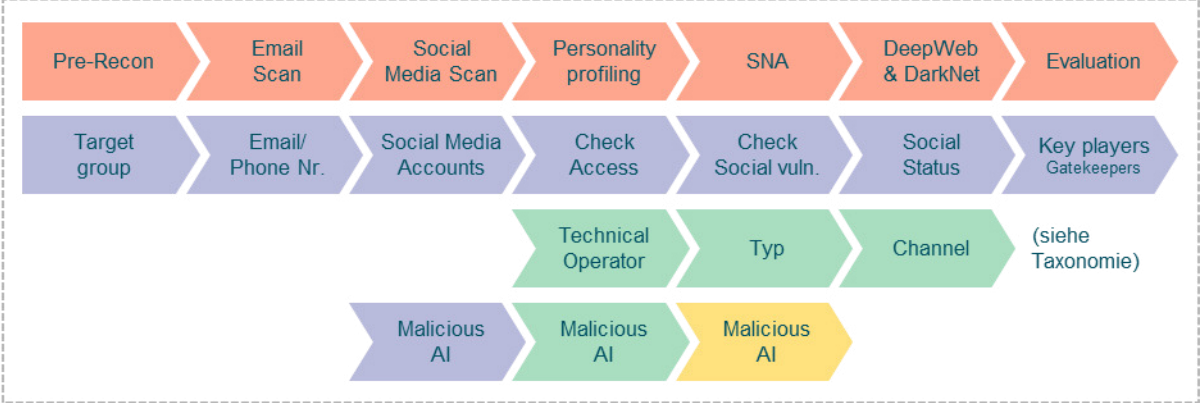 Pre-Recon
Email
Scan
Social
Media Scan
Personality
profiling
SNA
DeepWeb
& DarkNet
Evaluation
Target
group
Email/
Phone Nr.
Social Media
Accounts
Check
Access
Check
Social vuln.
Social
Status
Key players
Gatekeepers
Technical
Operator
Typ
Channel
(siehe
Taxonomie)
Malicious
AI
Malicious
AI
Malicious
AI